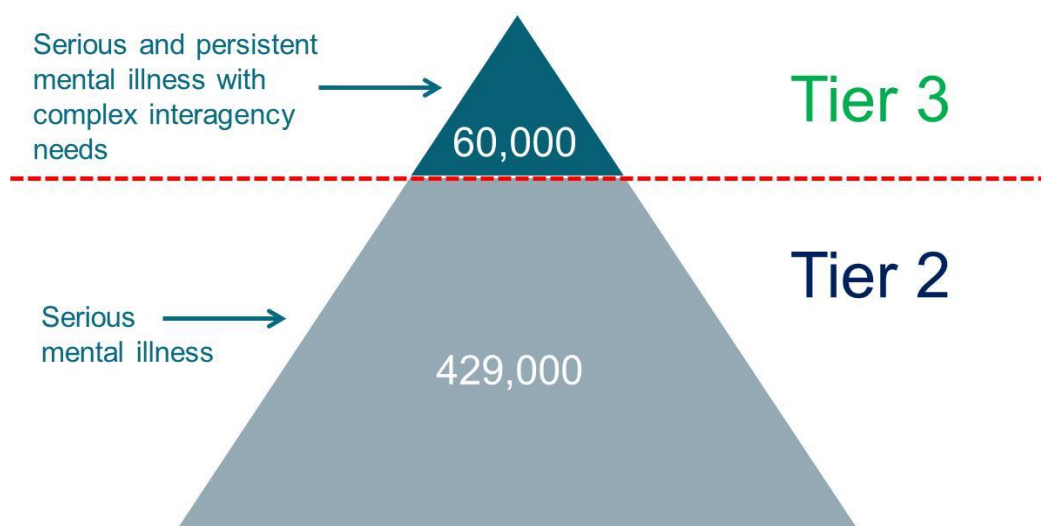 Serious and persistent
mental illness with
complex interagency
needs
60,000
Tier 3
Serious
mental illness
429,000
Tier 2